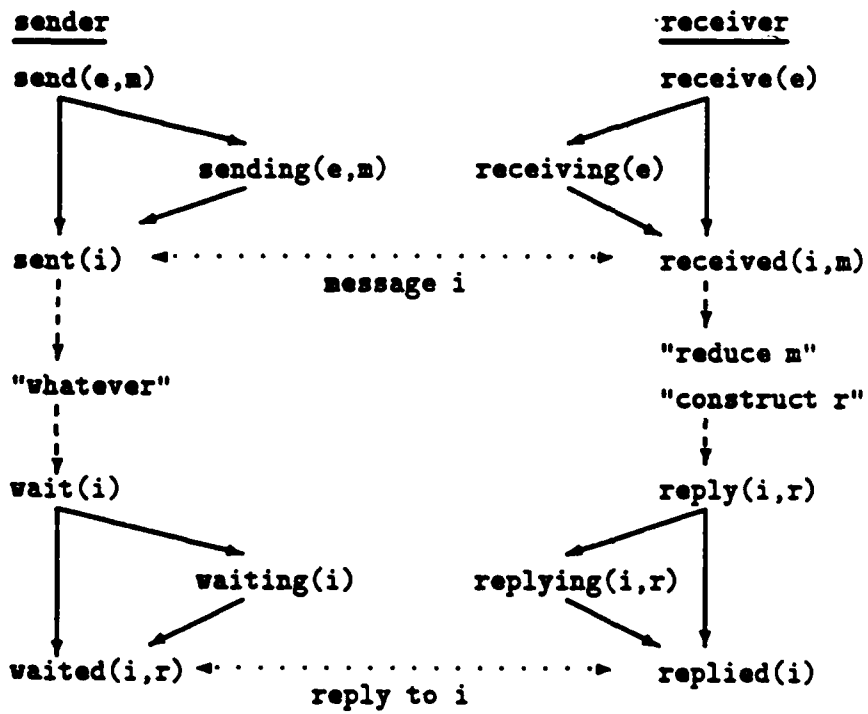 sender receiver
send(e,m) receive(e)
sending(e,m) receiving(e)
sent(i) received(i,m)
message i
"reduce m"
"whatever" "construct r"
wait(i) reply(i,r)
waiting(i) replying(i,r)
waited(i,r) replied(i)
reply to i